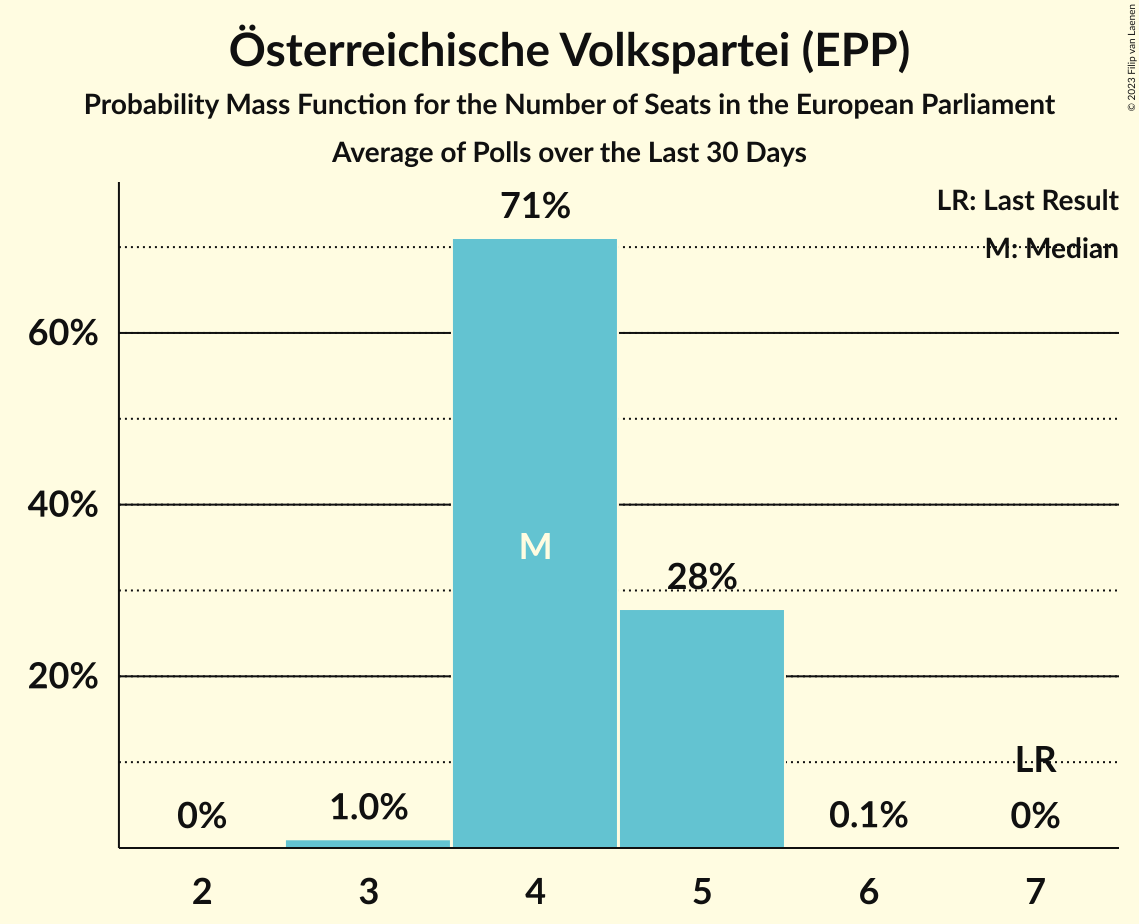 Österreichische Volkspartei (EPP)
Probability Mass Function for the Number of Seats in the European Parliament
Average of Polls over the Last 30 Days
© 2023 Filip van Laenen
LR: Last Result
M: Median
71%
60%
40%
M
28%
20%
LR
0%
1.0%
0.1%
0%
2 3 4 5 6 7